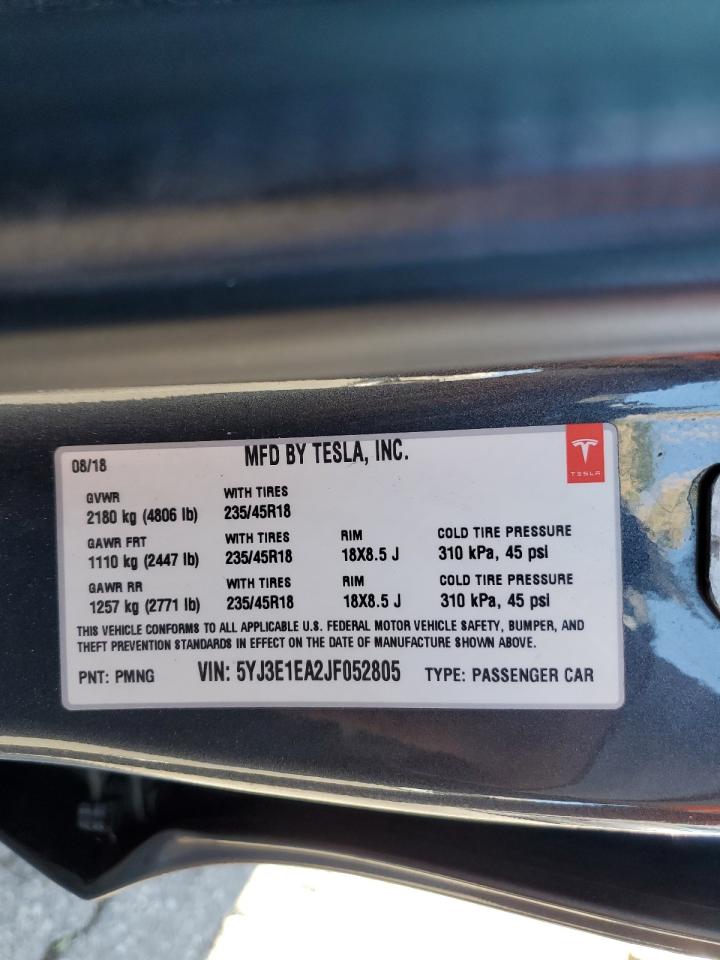 08/18 MFD BY TESLA, INC.
TESLA
GVWR WITH TIRES
2180 kg (4806 lb) 235/45R18
GAWR FRT WITH TIRES RIM COLD TIRE PRESSURE
1110 kg (2447 lb) 235/45R18 18X8.5 J 310 kPa, 45 psi
GAWR RR WITH TIRES RIM COLD TIRE PRESSURE
1257 kg (2771 lb) 235/45R18 18X8.5 J 310 kPa, 45 psi
THIS VEHICLE CONFORMS TO ALL APPLICABLE U.S. FEDERAL MOTOR VEHICLE SAFETY, BUMPER, AND
THEFT PREVENTION STANDARDS IN EFFECT ON THE DATE OF MANUFACTURE SHOWN ABOVE.
PNT: PMNG VIN: 5YJ3E1EA2JF052805 TYPE: PASSENGER CAR